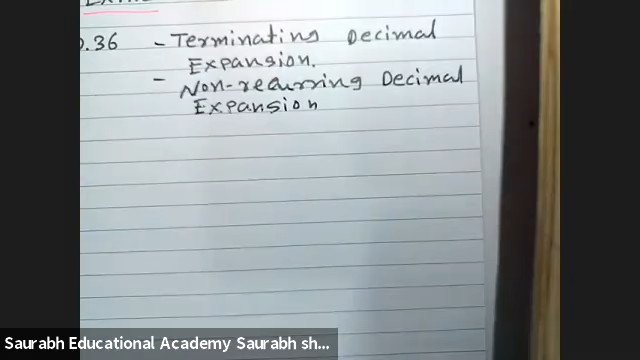 0.36 - Terminating Decimal
Expansion.
- Non-recurring Decimal
Expansion
Saurabh Educational Academy Saurabh sh...